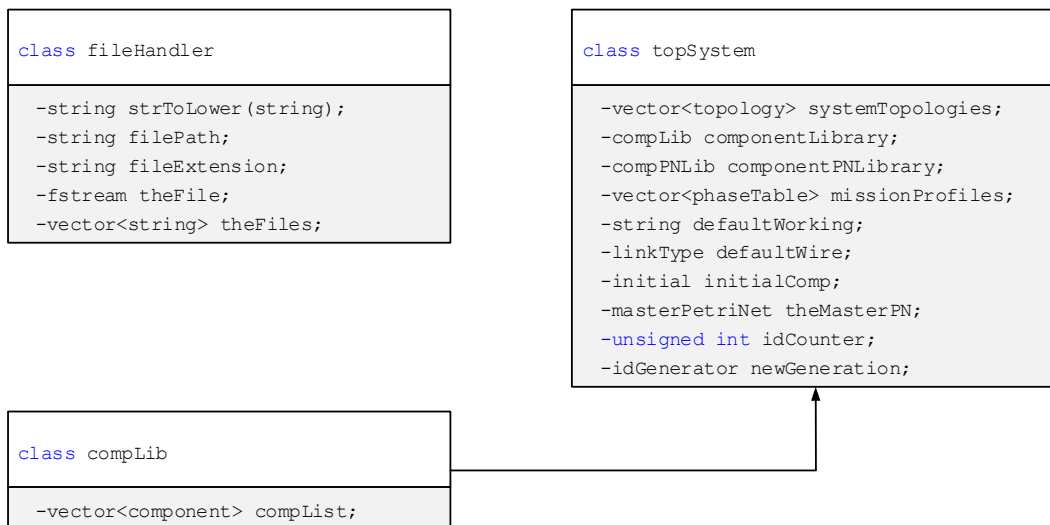 class fileHandler
-string strToLower(string);
-string filePath;
-string fileExtension;
-fstream theFile;
-vector<string> theFiles;
class topSystem
-vector<topology> systemTopologies;
-compLib componentLibrary;
-compPNLib componentPNLibrary;
-vector<phaseTable> missionProfiles;
-string defaultWorking;
-linkType defaultWire;
-initial initialComp;
-masterPetriNet theMasterPN;
-unsigned int idCounter;
-idGenerator newGeneration;
class compLib
-vector<component> compList;